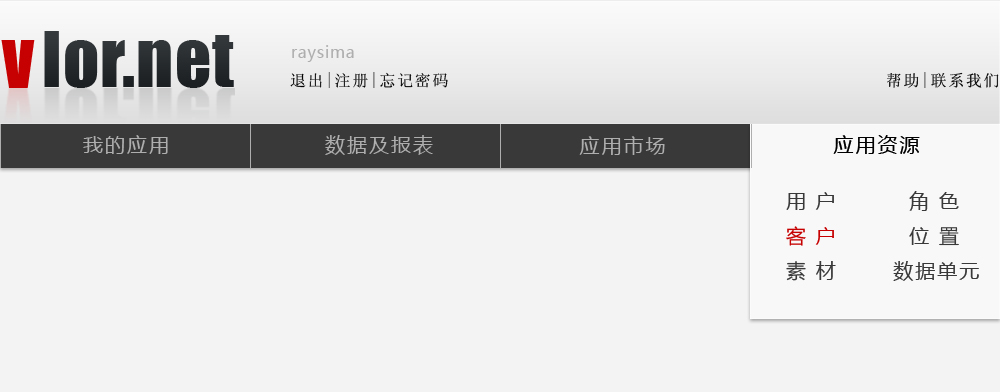 vlor.net
raysima
退出|注册|忘记密码
帮助|联系我们
我的应用 数据及报表 应用市场 应用资源
用户 角色
客户 位置
素材 数据单元